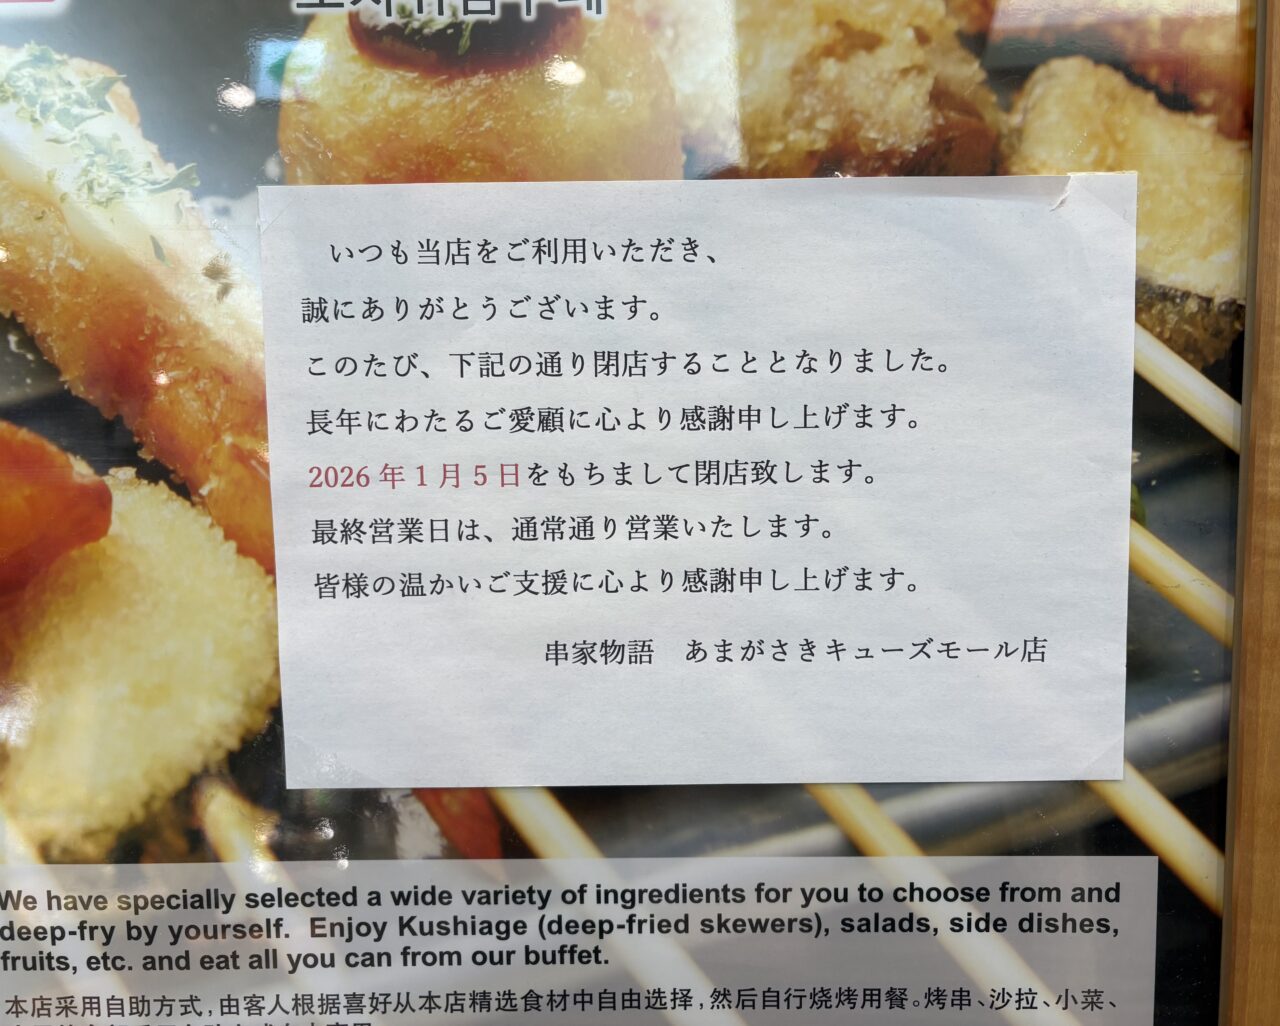 いつも当店をご利用いただき、
誠にありがとうございます。
このたび、下記の通り閉店することとなりました。
長年にわたるご愛顧に心より感謝申し上げます。
2026年1月5日をもちまして閉店致します。
最終営業日は、通常通り営業いたします。
皆様の温かいご支援に心より感謝申し上げます。
串家物語　あまがさきキューズモール店
We have specially selected a wide variety of ingredients for you to choose from and
deep-fry by yourself. Enjoy Kushiage (deep-fried skewers), salads, side dishes,
fruits, etc. and eat all you can from our buffet.
本店采用自助方式,由客人根据喜好从本店精选食材中自由选择,然后自行烧烤用餐。烤串、沙拉、小菜、